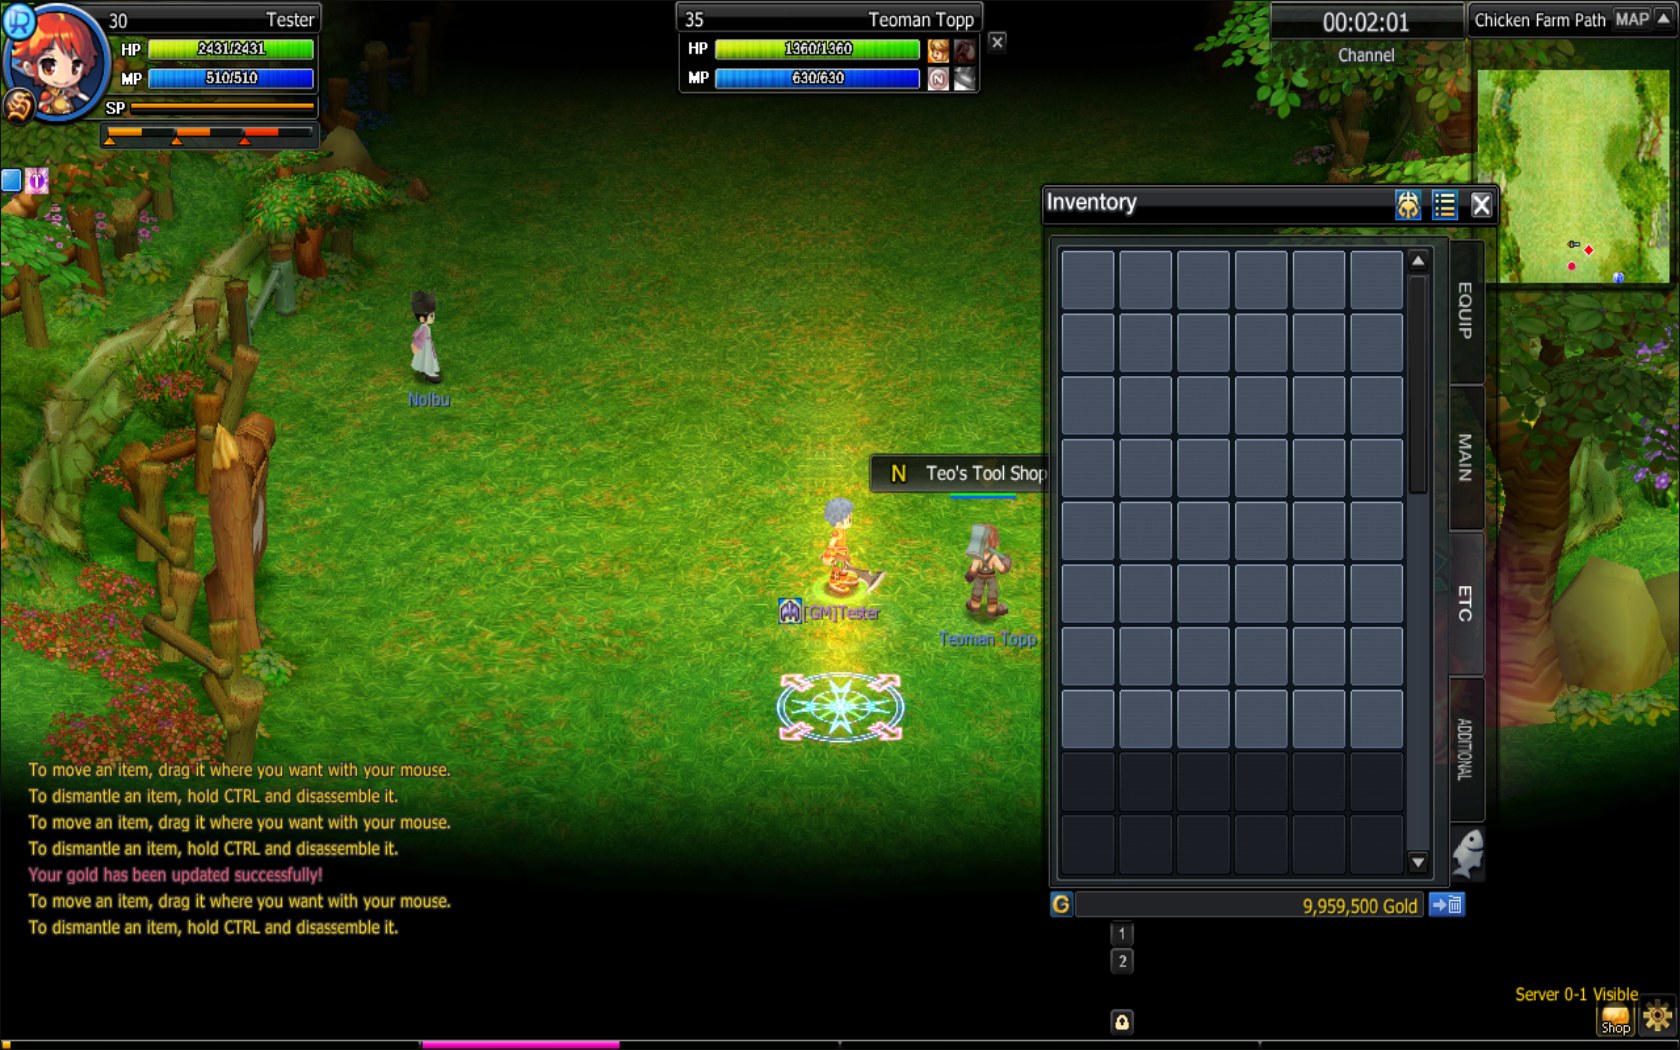 30 Tester
HP 2431/2431
MP 510/510
SP
35 Teoman Topp
HP 1360/1360
MP 630/630
N
00:02:01
Channel
Chicken Farm Path MAP
T
Inventory
EQUIP
MAIN
ETC
ADDITIONAL
Nolbu
N Teo's Tool Shop
[GM]Tester
Teoman Topp
To move an item, drag it where you want with your mouse.
To dismantle an item, hold CTRL and disassemble it.
To move an item, drag it where you want with your mouse.
To dismantle an item, hold CTRL and disassemble it.
Your gold has been updated successfully!
To move an item, drag it where you want with your mouse.
To dismantle an item, hold CTRL and disassemble it.
G 9,959,500 Gold
1
2
Server 0-1 Visible
Shop